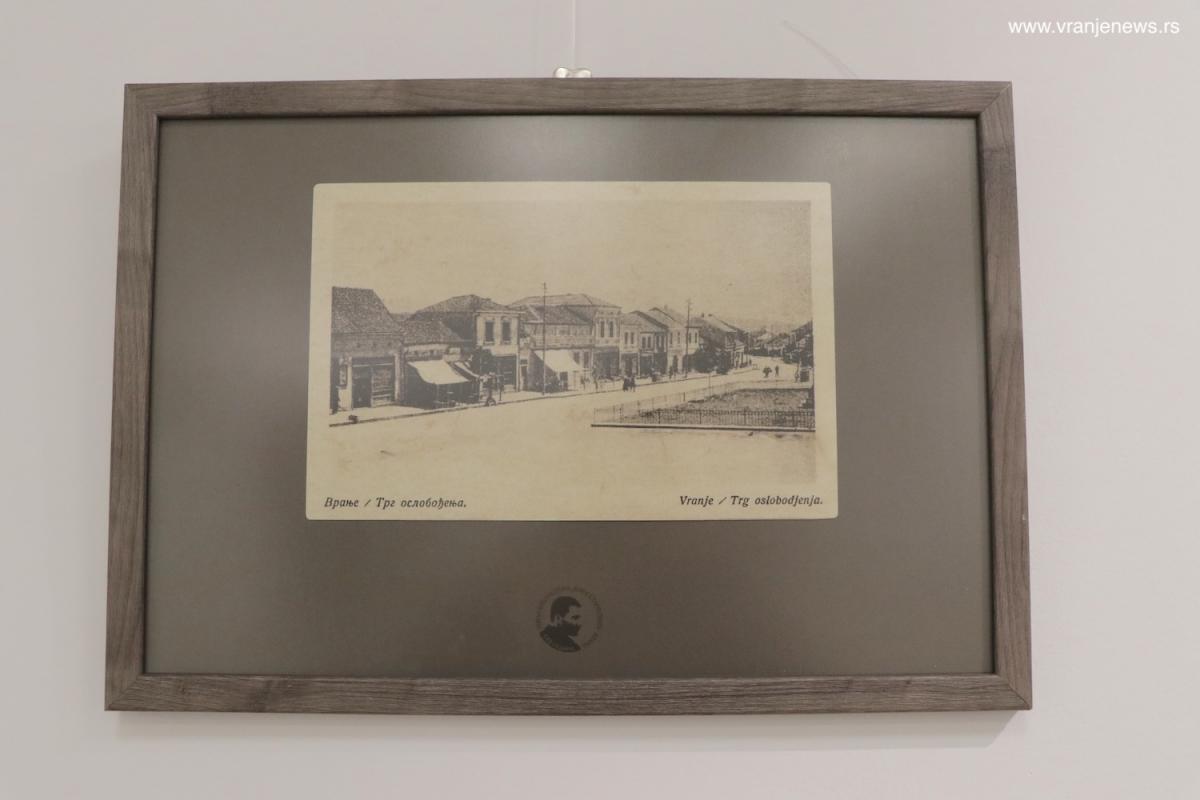 www.vranjenews.rs
Врање / Трг ослобођења.
Vranje / Trg oslobodjenja.